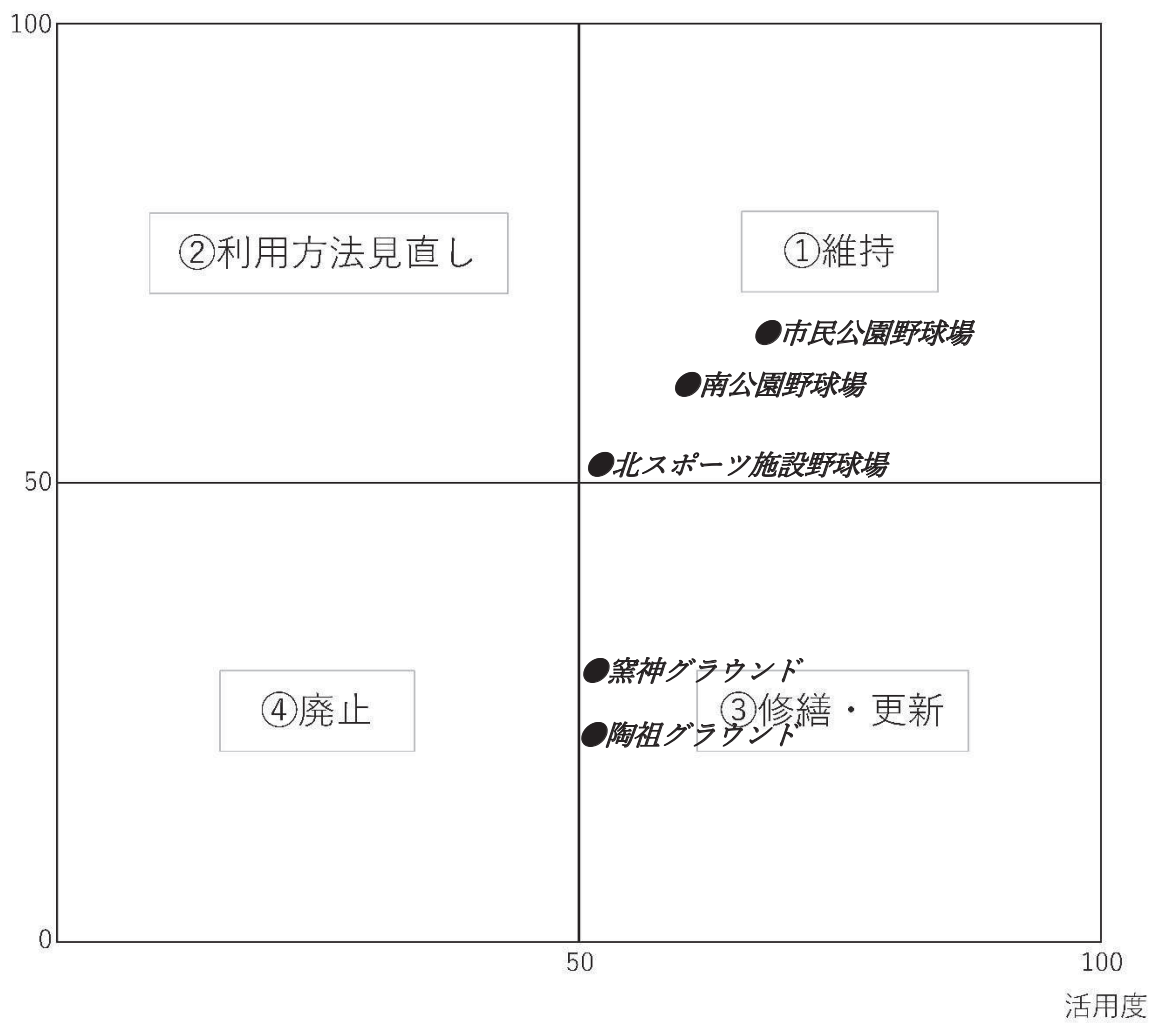 100
②利用方法見直し
①維持
●市民公園野球場
●南公園野球場
●北スポーツ施設野球場
50
●窯神グラウンド
④廃止
③修繕・更新
●陶祖グラウンド
0
50
100
活用度